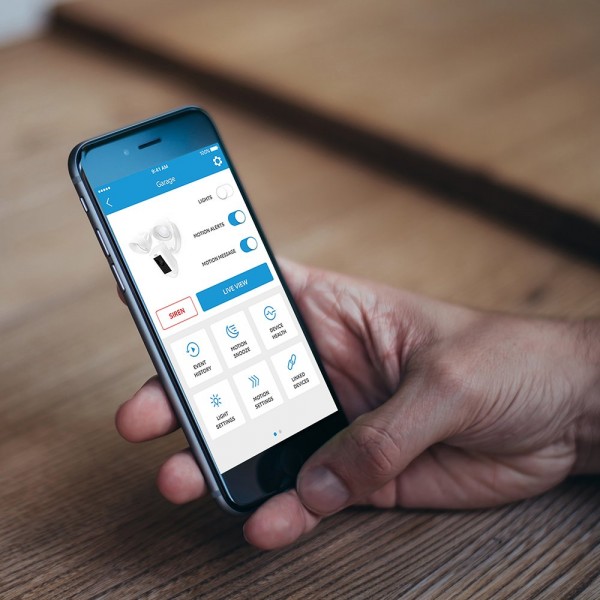 9:41 AM
100%
Garage
LIGHTS
MOTION ALERTS
MOTION MESSAGE
SIREN
LIVE VIEW
EVENT
HISTORY
MOTION
SNOOZE
DEVICE
HEALTH
LIGHT
SETTINGS
MOTION
SETTINGS
LINKED
DEVICES